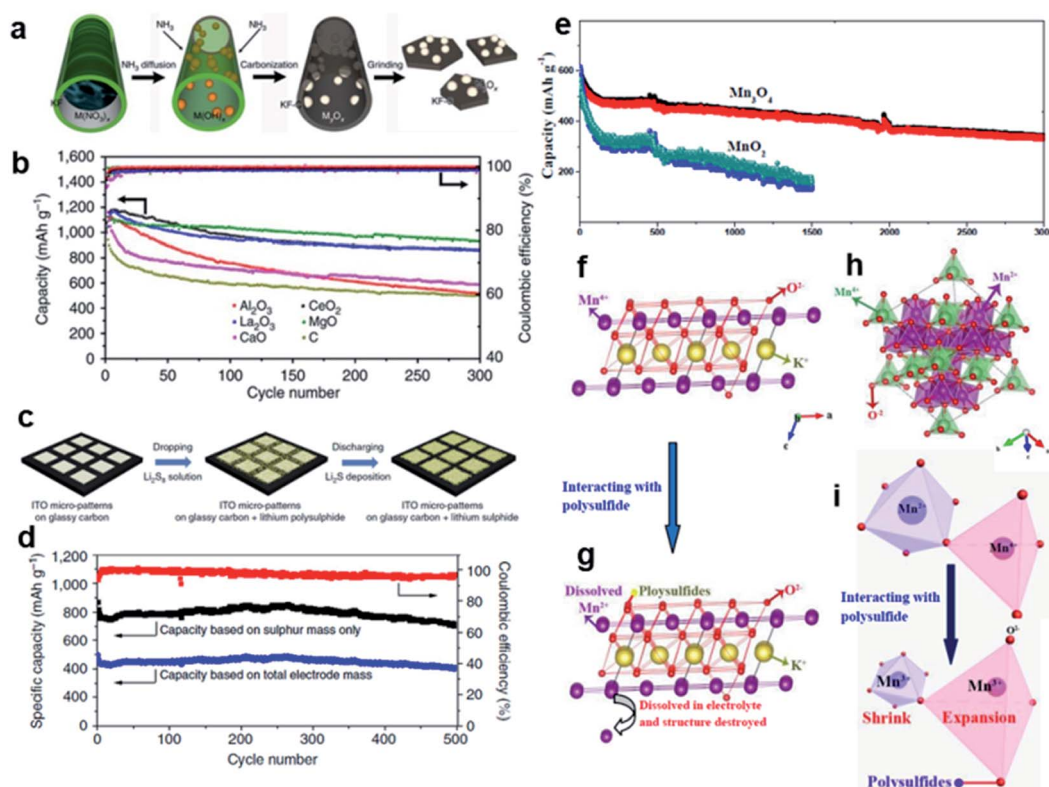 a
NH₃
NH₃
NH₃ diffusion
Carbonization
Grinding
KF
M(NO₃)ₓ
M(OH)ₓ
KF-C
MₓOₓ
KF-C
b
Capacity (mAh g⁻¹)
1,600
1,400
1,200
1,000
800
600
400
200
0
100
80
60
40
Coulombic efficiency (%)
Al₂O₃
CeO₂
La₂O₃
MgO
CaO
C
0 50 100 150 200 250 300
Cycle number
c
Dropping
Li₂S₈ solution
Discharging
Li₂S deposition
ITO micro-patterns
on glassy carbon
ITO micro-patterns
on glassy carbon + lithium polysulphide
ITO micro-patterns
on glassy carbon + lithium sulphide
d
Specific capacity (mAh g⁻¹)
1,200
1,000
800
600
400
200
0
100
80
60
40
20
0
Coulombic efficiency (%)
Capacity based on sulphur mass only
Capacity based on total electrode mass
0 100 200 300 400 500
Cycle number
e
Capacity (mAh g⁻¹)
600
400
200
Mn₃O₄
MnO₂
0 500 1000 1500 2000 2500 3000
f
Mn⁴⁺
O²⁻
K⁺
b
a
c
Interacting with
polysulfide
g
Dissolved
Mn²⁺
Ploysulfides
O²⁻
K⁺
Dissolved in electrolyte
and structure destroyed
h
Mn⁴⁺
Mn²⁺
O⁻²
b
c
a
i
Mn²⁺
Mn⁴⁺
Interacting with
polysulfide
O²⁻
Mn³⁺
Mn³⁺
Shrink
Expansion
Polysulfides